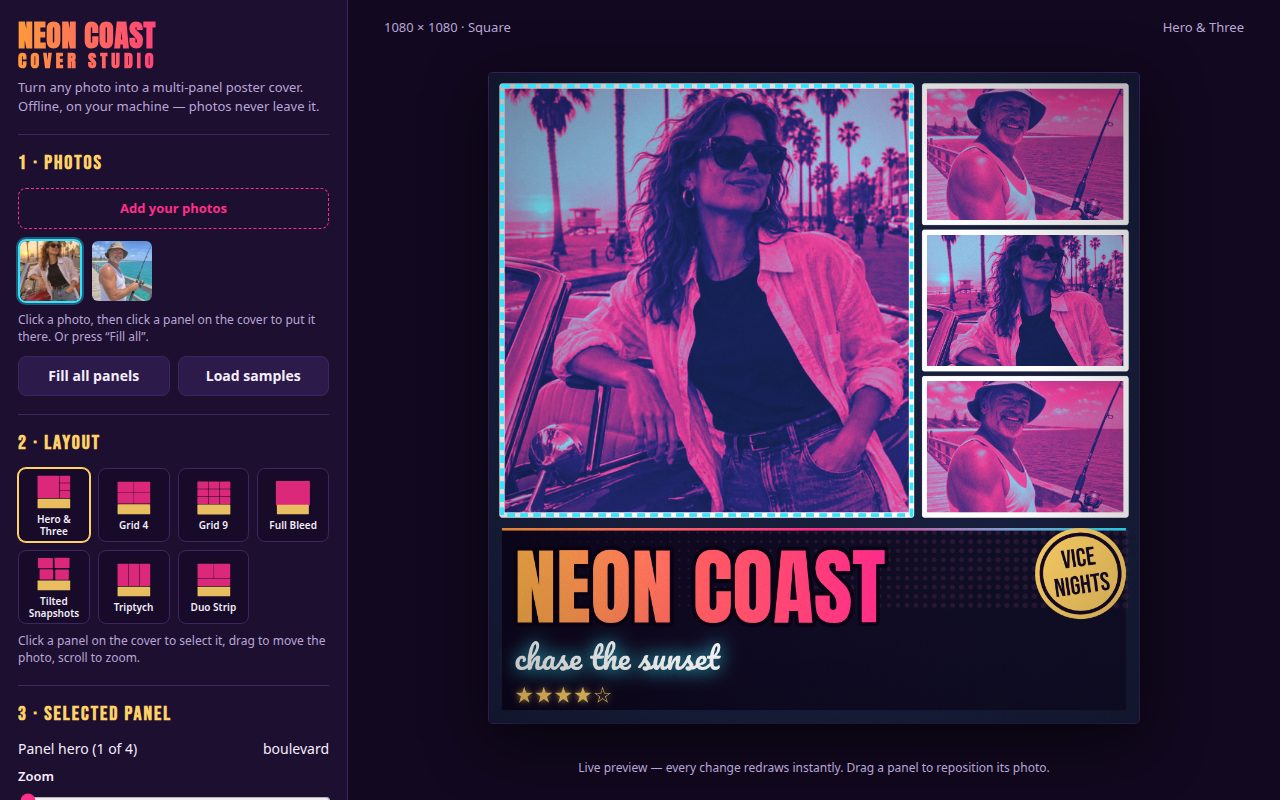 NEON COAST
COVER STUDIO
Turn any photo into a multi-panel poster cover.
Offline, on your machine — photos never leave it.
1 · PHOTOS
Add your photos
Click a photo, then click a panel on the cover to put it
there. Or press “Fill all”.
Fill all panels
Load samples
2 · LAYOUT
Hero &
Three
Grid 4
Grid 9
Full Bleed
Tilted
Snapshots
Triptych
Duo Strip
Click a panel on the cover to select it, drag to move the
photo, scroll to zoom.
3 · SELECTED PANEL
Panel hero (1 of 4)
boulevard
Zoom
1080 × 1080 · Square
Hero & Three
NEON COAST
VICE
NIGHTS
chase the sunset
★★★★☆
Live preview — every change redraws instantly. Drag a panel to reposition its photo.